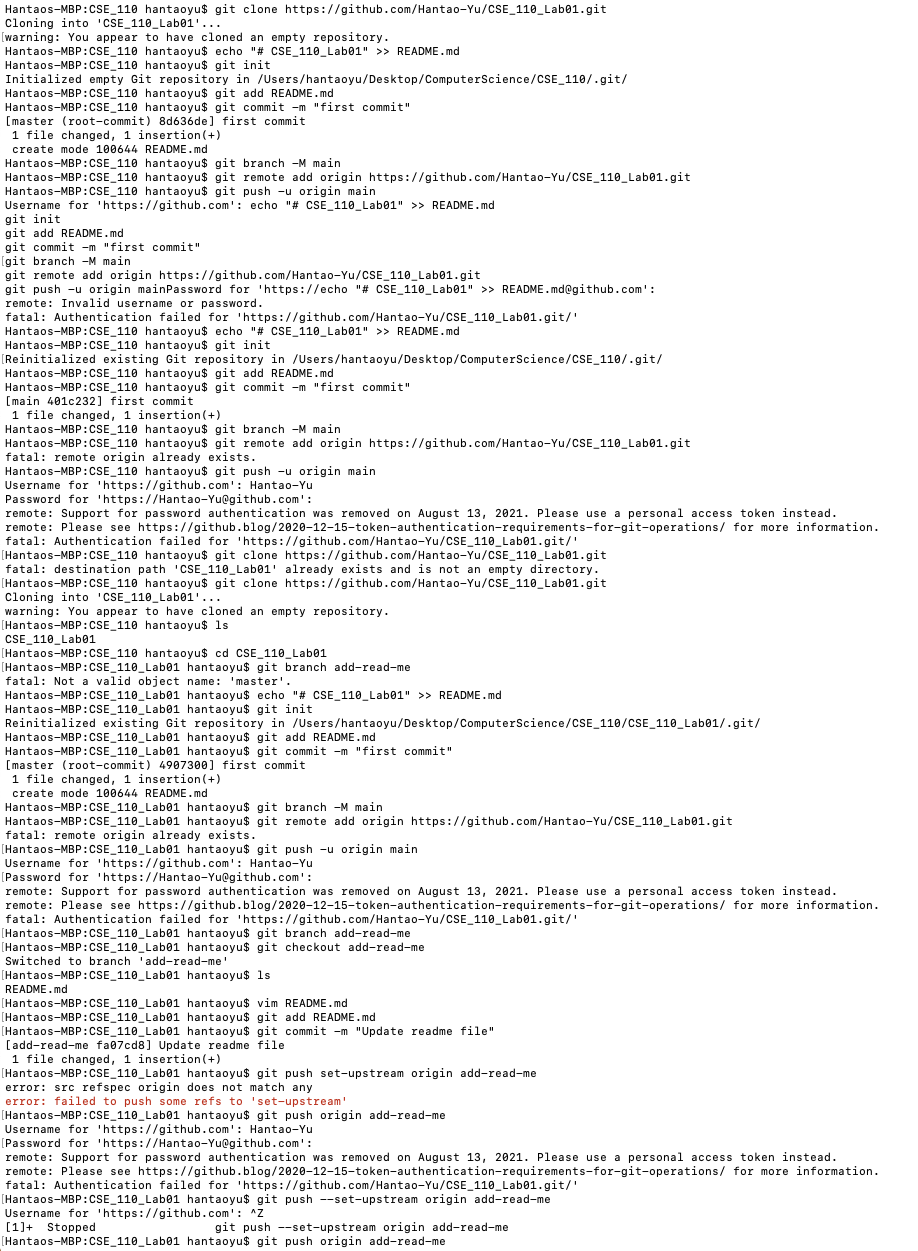 Hantaos-MBP:CSE_110 hantaoyu$ git clone https://github.com/Hantao-Yu/CSE_110_Lab01.git
Cloning into 'CSE_110_Lab01'...
warning: You appear to have cloned an empty repository.
Hantaos-MBP:CSE_110 hantaoyu$ echo "# CSE_110_Lab01" >> README.md
Hantaos-MBP:CSE_110 hantaoyu$ git init
Initialized empty Git repository in /Users/hantaoyu/Desktop/ComputerScience/CSE_110/.git/
Hantaos-MBP:CSE_110 hantaoyu$ git add README.md
Hantaos-MBP:CSE_110 hantaoyu$ git commit -m "first commit"
[master (root-commit) 8d636de] first commit
 1 file changed, 1 insertion(+)
 create mode 100644 README.md
Hantaos-MBP:CSE_110 hantaoyu$ git branch -M main
Hantaos-MBP:CSE_110 hantaoyu$ git remote add origin https://github.com/Hantao-Yu/CSE_110_Lab01.git
Hantaos-MBP:CSE_110 hantaoyu$ git push -u origin main
Username for 'https://github.com': echo "# CSE_110_Lab01" >> README.md
git init
git add README.md
git commit -m "first commit"
git branch -M main
git remote add origin https://github.com/Hantao-Yu/CSE_110_Lab01.git
git push -u origin mainPassword for 'https://echo "# CSE_110_Lab01" >> README.md@github.com':
remote: Invalid username or password.
fatal: Authentication failed for 'https://github.com/Hantao-Yu/CSE_110_Lab01.git/'
Hantaos-MBP:CSE_110 hantaoyu$ echo "# CSE_110_Lab01" >> README.md
Hantaos-MBP:CSE_110 hantaoyu$ git init
Reinitialized existing Git repository in /Users/hantaoyu/Desktop/ComputerScience/CSE_110/.git/
Hantaos-MBP:CSE_110 hantaoyu$ git add README.md
Hantaos-MBP:CSE_110 hantaoyu$ git commit -m "first commit"
[main 401c232] first commit
 1 file changed, 1 insertion(+)
Hantaos-MBP:CSE_110 hantaoyu$ git branch -M main
Hantaos-MBP:CSE_110 hantaoyu$ git remote add origin https://github.com/Hantao-Yu/CSE_110_Lab01.git
fatal: remote origin already exists.
Hantaos-MBP:CSE_110 hantaoyu$ git push -u origin main
Username for 'https://github.com': Hantao-Yu
Password for 'https://Hantao-Yu@github.com':
remote: Support for password authentication was removed on August 13, 2021. Please use a personal access token instead.
remote: Please see https://github.blog/2020-12-15-token-authentication-requirements-for-git-operations/ for more information.
fatal: Authentication failed for 'https://github.com/Hantao-Yu/CSE_110_Lab01.git/'
Hantaos-MBP:CSE_110 hantaoyu$ git clone https://github.com/Hantao-Yu/CSE_110_Lab01.git
fatal: destination path 'CSE_110_Lab01' already exists and is not an empty directory.
Hantaos-MBP:CSE_110 hantaoyu$ git clone https://github.com/Hantao-Yu/CSE_110_Lab01.git
Cloning into 'CSE_110_Lab01'...
warning: You appear to have cloned an empty repository.
Hantaos-MBP:CSE_110 hantaoyu$ ls
CSE_110_Lab01
Hantaos-MBP:CSE_110 hantaoyu$ cd CSE_110_Lab01
Hantaos-MBP:CSE_110_Lab01 hantaoyu$ git branch add-read-me
fatal: Not a valid object name: 'master'.
Hantaos-MBP:CSE_110_Lab01 hantaoyu$ echo "# CSE_110_Lab01" >> README.md
Hantaos-MBP:CSE_110_Lab01 hantaoyu$ git init
Reinitialized existing Git repository in /Users/hantaoyu/Desktop/ComputerScience/CSE_110/CSE_110_Lab01/.git/
Hantaos-MBP:CSE_110_Lab01 hantaoyu$ git add README.md
Hantaos-MBP:CSE_110_Lab01 hantaoyu$ git commit -m "first commit"
[master (root-commit) 4907300] first commit
 1 file changed, 1 insertion(+)
 create mode 100644 README.md
Hantaos-MBP:CSE_110_Lab01 hantaoyu$ git branch -M main
Hantaos-MBP:CSE_110_Lab01 hantaoyu$ git remote add origin https://github.com/Hantao-Yu/CSE_110_Lab01.git
fatal: remote origin already exists.
Hantaos-MBP:CSE_110_Lab01 hantaoyu$ git push -u origin main
Username for 'https://github.com': Hantao-Yu
Password for 'https://Hantao-Yu@github.com':
remote: Support for password authentication was removed on August 13, 2021. Please use a personal access token instead.
remote: Please see https://github.blog/2020-12-15-token-authentication-requirements-for-git-operations/ for more information.
fatal: Authentication failed for 'https://github.com/Hantao-Yu/CSE_110_Lab01.git/'
Hantaos-MBP:CSE_110_Lab01 hantaoyu$ git branch add-read-me
Hantaos-MBP:CSE_110_Lab01 hantaoyu$ git checkout add-read-me
Switched to branch 'add-read-me'
Hantaos-MBP:CSE_110_Lab01 hantaoyu$ ls
README.md
Hantaos-MBP:CSE_110_Lab01 hantaoyu$ vim README.md
Hantaos-MBP:CSE_110_Lab01 hantaoyu$ git add README.md
Hantaos-MBP:CSE_110_Lab01 hantaoyu$ git commit -m "Update readme file"
[add-read-me fa07cd8] Update readme file
 1 file changed, 1 insertion(+)
Hantaos-MBP:CSE_110_Lab01 hantaoyu$ git push set-upstream origin add-read-me
error: src refspec origin does not match any
error: failed to push some refs to 'set-upstream'
Hantaos-MBP:CSE_110_Lab01 hantaoyu$ git push origin add-read-me
Username for 'https://github.com': Hantao-Yu
Password for 'https://Hantao-Yu@github.com':
remote: Support for password authentication was removed on August 13, 2021. Please use a personal access token instead.
remote: Please see https://github.blog/2020-12-15-token-authentication-requirements-for-git-operations/ for more information.
fatal: Authentication failed for 'https://github.com/Hantao-Yu/CSE_110_Lab01.git/'
Hantaos-MBP:CSE_110_Lab01 hantaoyu$ git push --set-upstream origin add-read-me
Username for 'https://github.com': ^Z
[1]+  Stopped                 git push --set-upstream origin add-read-me
Hantaos-MBP:CSE_110_Lab01 hantaoyu$ git push origin add-read-me